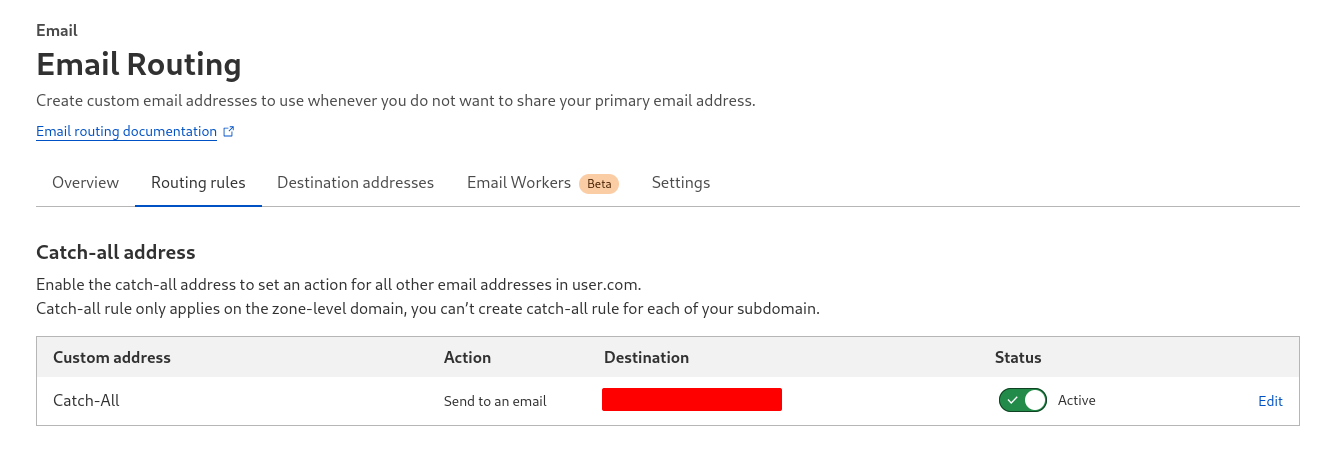 Email
Email Routing
Create custom email addresses to use whenever you do not want to share your primary email address.
Email routing documentation
Overview Routing rules Destination addresses Email Workers Beta Settings
Catch-all address
Enable the catch-all address to set an action for all other email addresses in user.com.
Catch-all rule only applies on the zone-level domain, you can’t create catch-all rule for each of your subdomain.
Custom address Action Destination Status
Catch-All Send to an email Active Edit